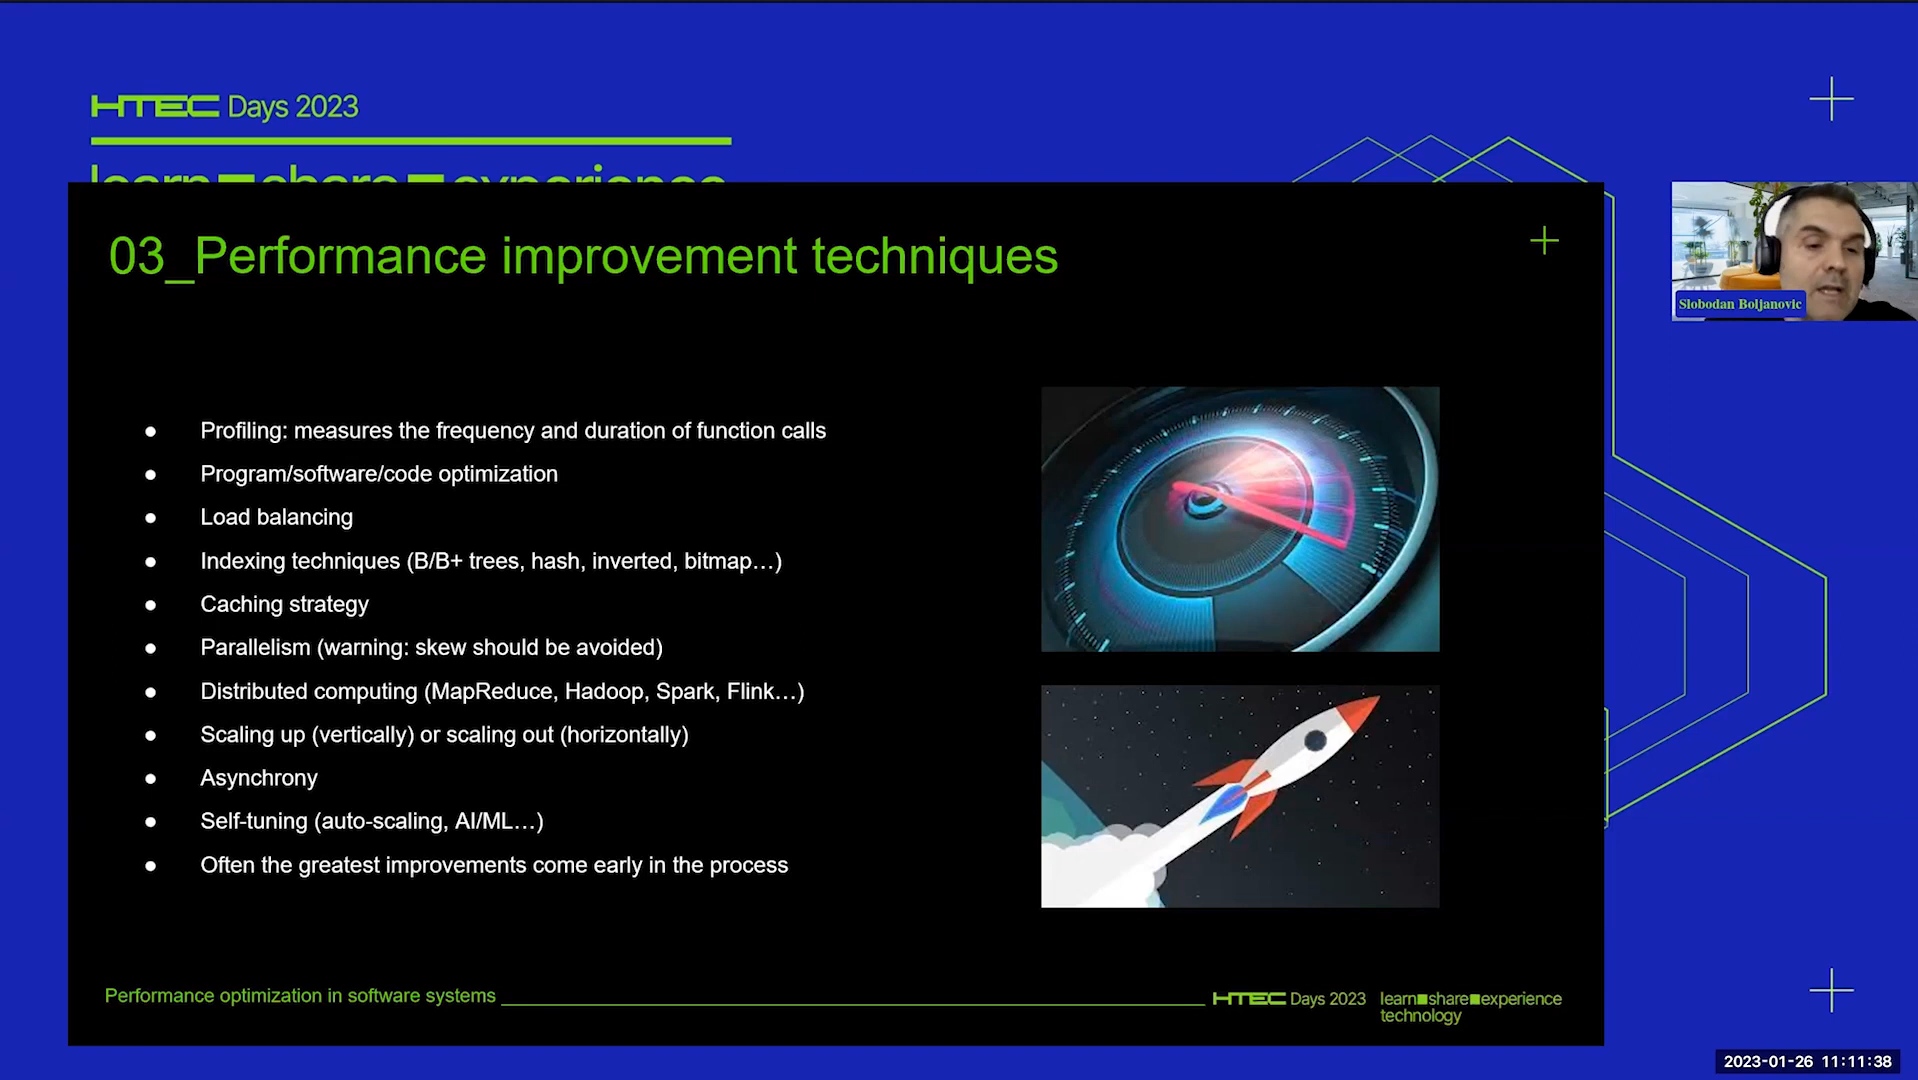 HTEC Days 2023
learn share experience
03_Performance improvement techniques
Slobodan Boljanovic
● Profiling: measures the frequency and duration of function calls
● Program/software/code optimization
● Load balancing
● Indexing techniques (B/B+ trees, hash, inverted, bitmap…)
● Caching strategy
● Parallelism (warning: skew should be avoided)
● Distributed computing (MapReduce, Hadoop, Spark, Flink…)
● Scaling up (vertically) or scaling out (horizontally)
● Asynchrony
● Self-tuning (auto-scaling, AI/ML…)
● Often the greatest improvements come early in the process
Performance optimization in software systems
HTEC Days 2023
learn■share■experience
technology
2023-01-26 11:11:38